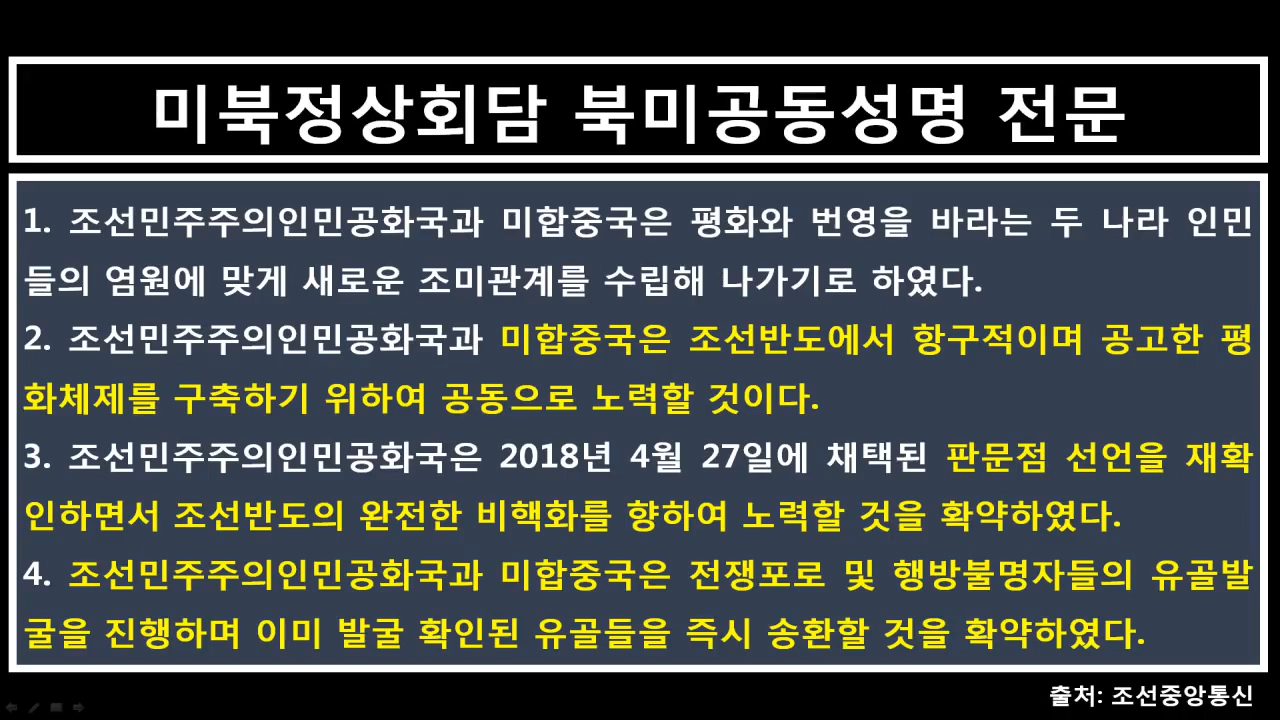 미북정상회담 북미공동성명 전문
1. 조선민주주의인민공화국과 미합중국은 평화와 번영을 바라는 두 나라 인민
들의 염원에 맞게 새로운 조미관계를 수립해 나가기로 하였다.
2. 조선민주주의인민공화국과 미합중국은 조선반도에서 항구적이며 공고한 평
화체제를 구축하기 위하여 공동으로 노력할 것이다.
3. 조선민주주의인민공화국은 2018년 4월 27일에 채택된 판문점 선언을 재확
인하면서 조선반도의 완전한 비핵화를 향하여 노력할 것을 확약하였다.
4. 조선민주주의인민공화국과 미합중국은 전쟁포로 및 행방불명자들의 유골발
굴을 진행하며 이미 발굴 확인된 유골들을 즉시 송환할 것을 확약하였다.
출처: 조선중앙통신